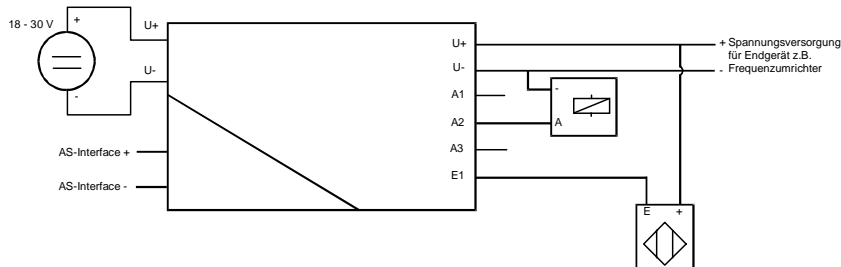 18 - 30 V
+
-
U+
U-
AS-Interface +
AS-Interface -
U+
U-
A1
A2
A3
E1
-
A
E +
+ Spannungsversorgung
für Endgerät z.B.
- Frequenzumrichter